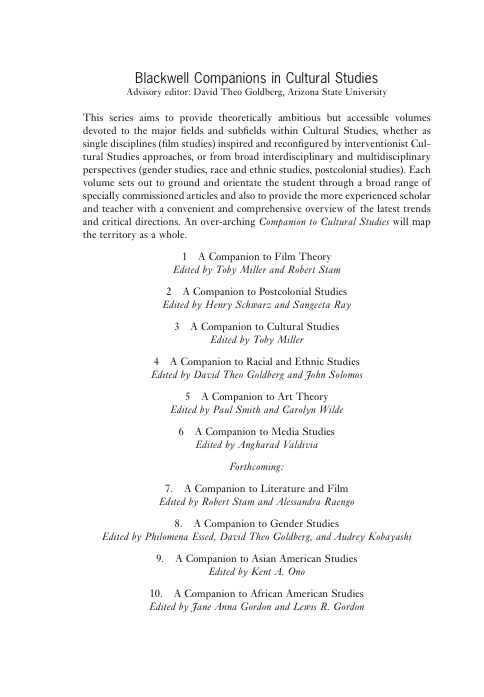 Blackwell Companions in Cultural Studies
Advisory editor: David Theo Goldberg, Arizona State University
This series aims to provide theoretically ambitious but accessible volumes
devoted to the major fields and subfields within Cultural Studies, whether as
single disciplines (film studies) inspired and reconfigured by interventionist Cul-
tural Studies approaches, or from broad interdisciplinary and multidisciplinary
perspectives (gender studies, race and ethnic studies, postcolonial studies). Each
volume sets out to ground and orientate the student through a broad range of
specially commissioned articles and also to provide the more experienced scholar
and teacher with a convenient and comprehensive overview of the latest trends
and critical directions. An over-arching Companion to Cultural Studies will map
the territory as a whole.
1 A Companion to Film Theory
Edited by Toby Miller and Robert Stam
2 A Companion to Postcolonial Studies
Edited by Henry Schwarz and Sangeeta Ray
3 A Companion to Cultural Studies
Edited by Toby Miller
4 A Companion to Racial and Ethnic Studies
Edited by David Theo Goldberg and John Solomos
5 A Companion to Art Theory
Edited by Paul Smith and Carolyn Wilde
6 A Companion to Media Studies
Edited by Angharad Valdivia
Forthcoming:
7. A Companion to Literature and Film
Edited by Robert Stam and Alessandra Raengo
8. A Companion to Gender Studies
Edited by Philomena Essed, David Theo Goldberg, and Audrey Kobayashi
9. A Companion to Asian American Studies
Edited by Kent A. Ono
10. A Companion to African American Studies
Edited by Jane Anna Gordon and Lewis R. Gordon